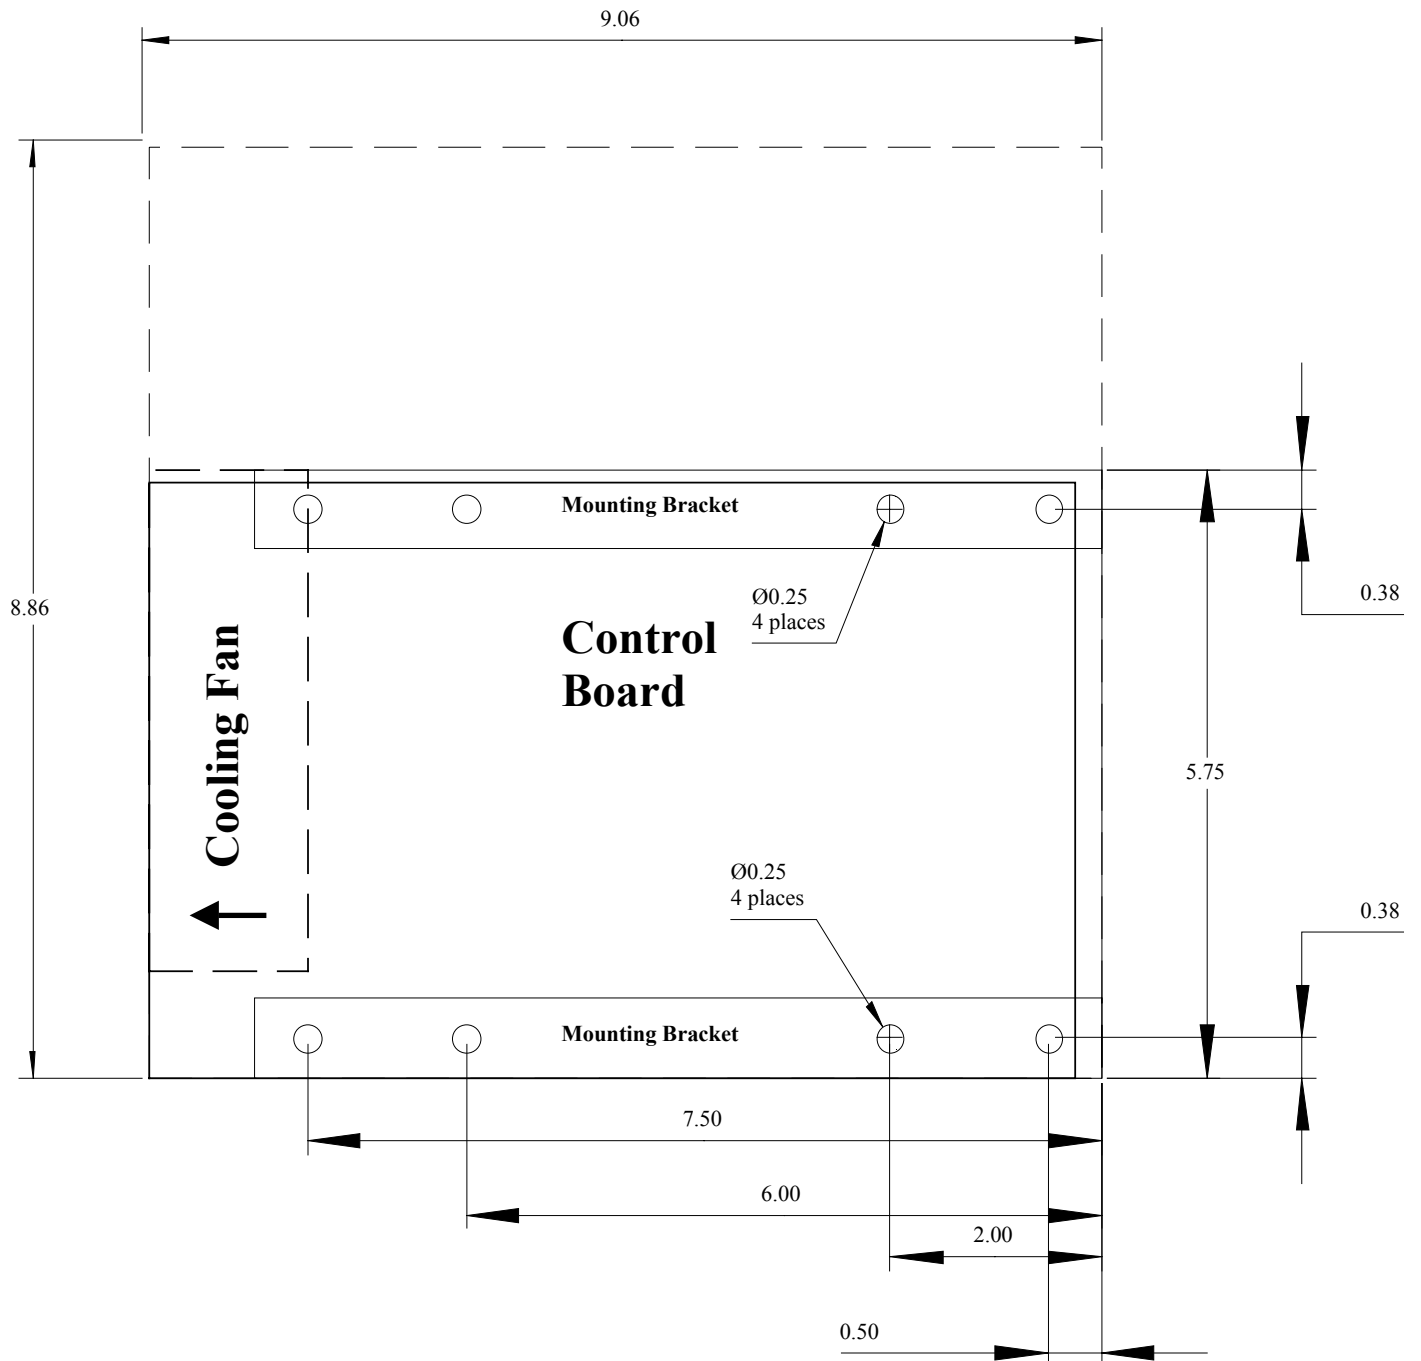 9.06
Mounting Bracket
Ø0.25
4 places
0.38
8.86
Control
Board
Cooling Fan
5.75
Ø0.25
4 places
0.38
Mounting Bracket
7.50
6.00
2.00
0.50